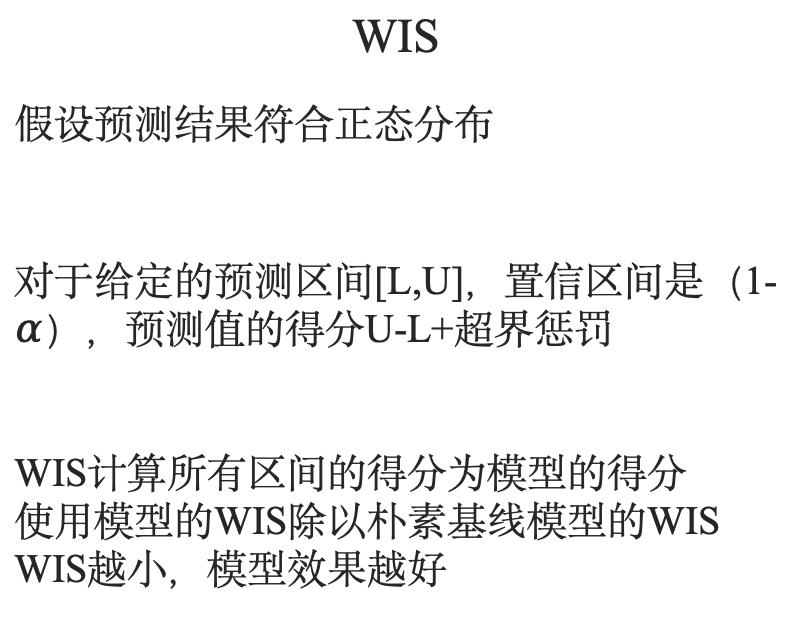 WIS
假设预测结果符合正态分布
对于给定的预测区间[L,U]，置信区间是（1-
α），预测值的得分U-L+超界惩罚
WIS计算所有区间的得分为模型的得分
使用模型的WIS除以朴素基线模型的WIS
WIS越小，模型效果越好